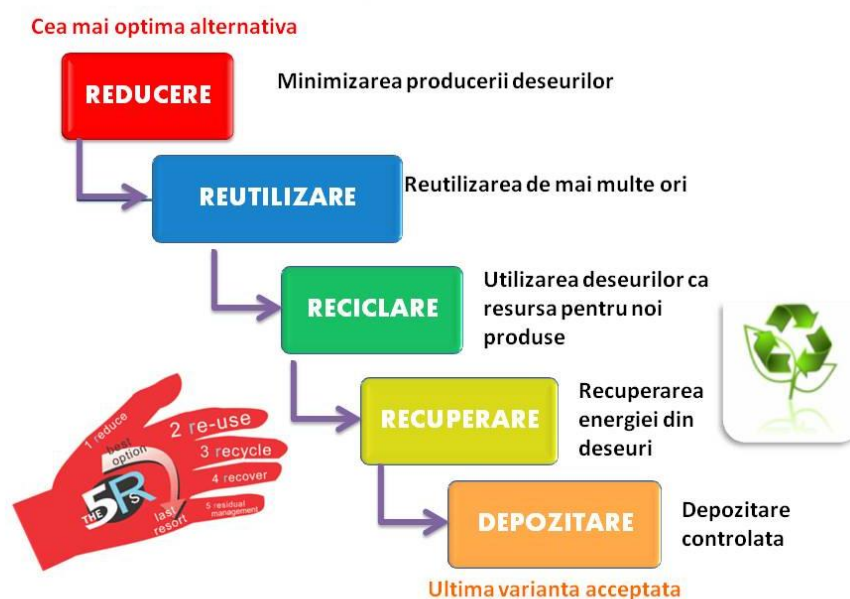 Cea mai optima alternativa
REDUCERE
Minimizarea producerii deseurilor
REUTILIZARE
Reutilizarea de mai multe ori
RECICLARE
Utilizarea deseurilor ca
resursa pentru noi
produse
RECUPERARE
Recuperarea
energiei din
deseuri
DEPOZITARE
Depozitare
controlata
Ultima varianta acceptata
1 reduce
2 re-use
3 recycle
4 recover
5 residual
management
best
option
THE 5Rs
last
resort